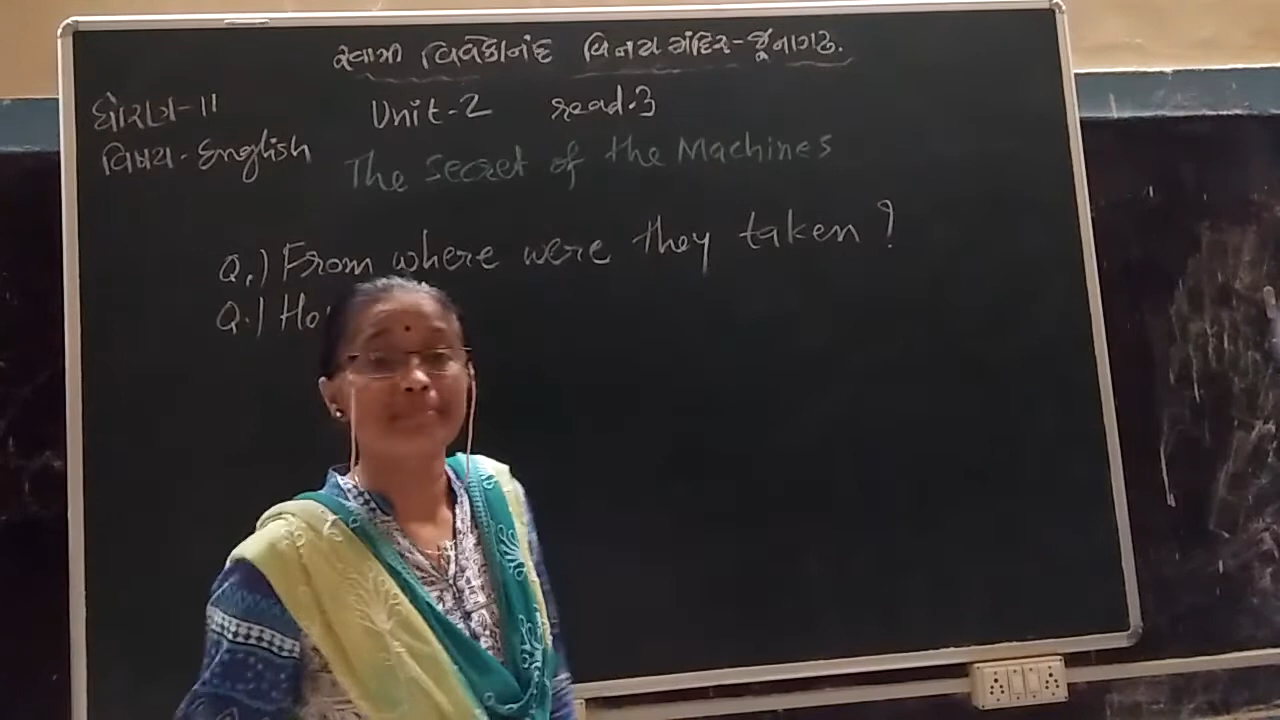 સ્વામી વિવેકાનંદ વિનય મંદિર-જૂનાગઢ.
ધોરણ-11
Unit-2 read.3
વિષય-English
The secret of the Machines
Q.) From where were they taken?
Q.) Ho